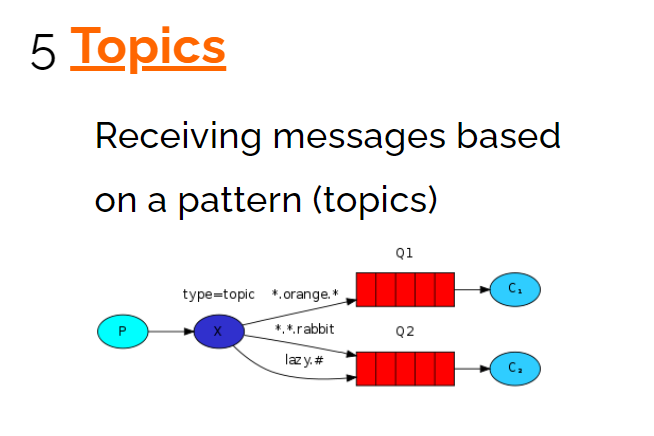 5 Topics
Receiving messages based
on a pattern (topics)
Q1
type=topic *.orange.*
C₁
P
X
*.*.rabbit
Q2
lazy.#
C₂